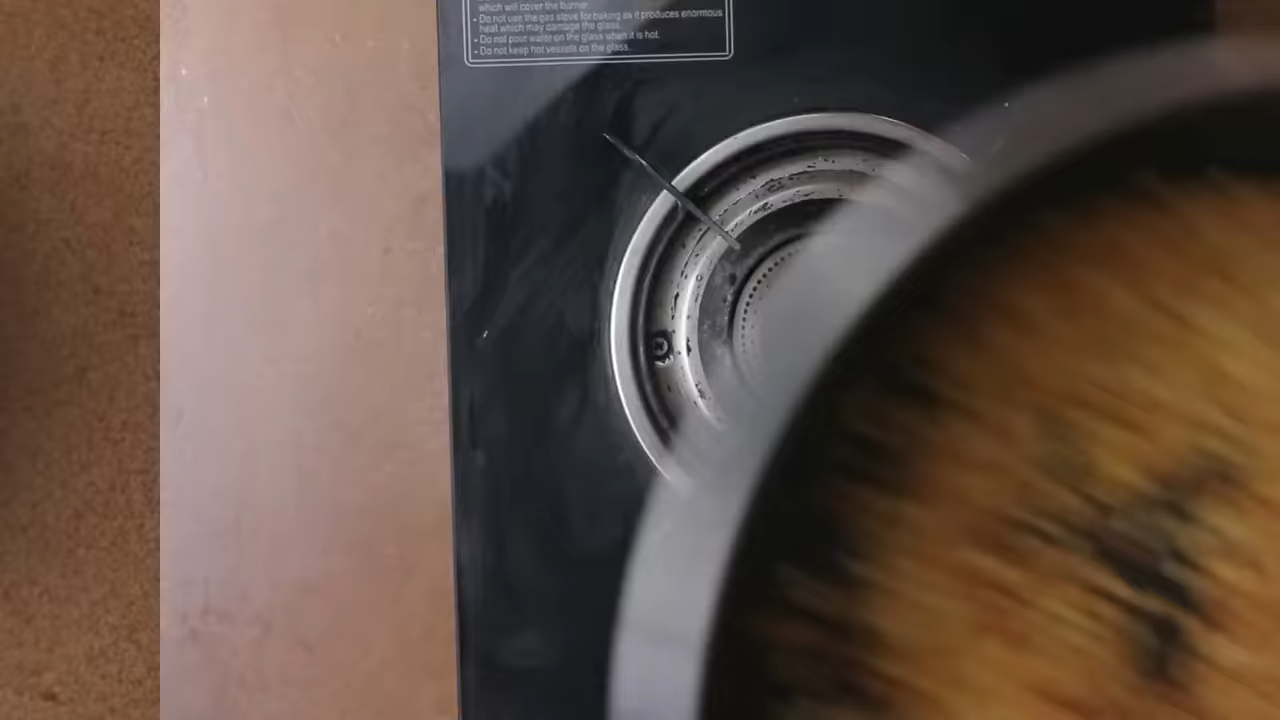 which will cover the burner.
• Do not use the gas stove for baking as it produces enormous
heat which may damage the glass.
• Do not pour water on the glass when it is hot.
• Do not keep hot vessels on the glass.